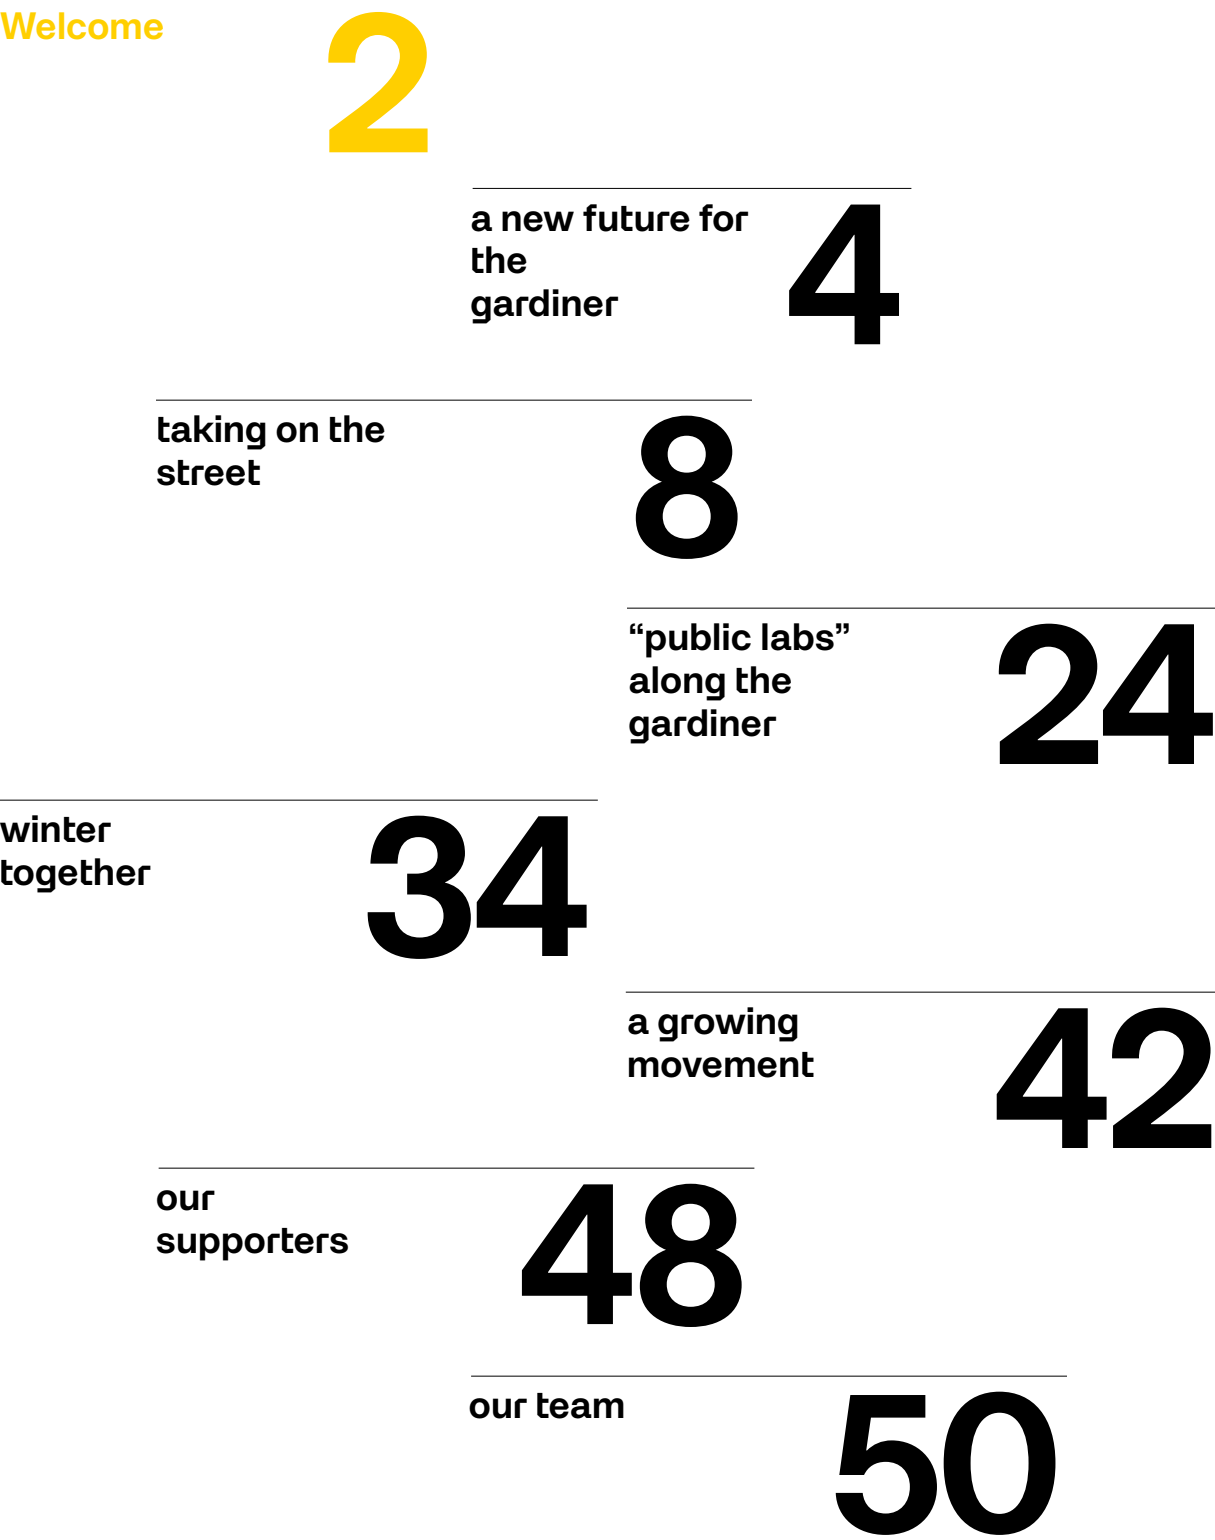 Welcome
2
a new future for
the
gardiner
4
taking on the
street
8
“public labs”
along the
gardiner
24
winter
together
34
a growing
movement
42
our
supporters
48
our team
50